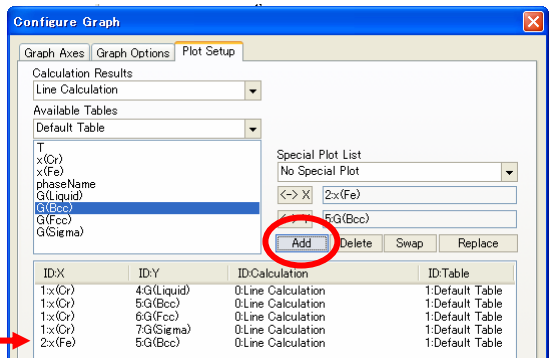 Configure Graph
Graph Axes Graph Options Plot Setup
Calculation Results
Line Calculation
Available Tables
Default Table
T
x(Cr)
x(Fe)
phaseName
G(Liquid)
G(Bcc)
G(Fcc)
G(Sigma)
Special Plot List
No Special Plot
<-> X 2:x(Fe)
5:G(Bcc)
Add Delete Swap Replace
ID:X ID:Y ID:Calculation ID:Table
1:x(Cr) 4:G(Liquid) 0:Line Calculation 1:Default Table
1:x(Cr) 5:G(Bcc) 0:Line Calculation 1:Default Table
1:x(Cr) 6:G(Fcc) 0:Line Calculation 1:Default Table
1:x(Cr) 7:G(Sigma) 0:Line Calculation 1:Default Table
2:x(Fe) 5:G(Bcc) 0:Line Calculation 1:Default Table